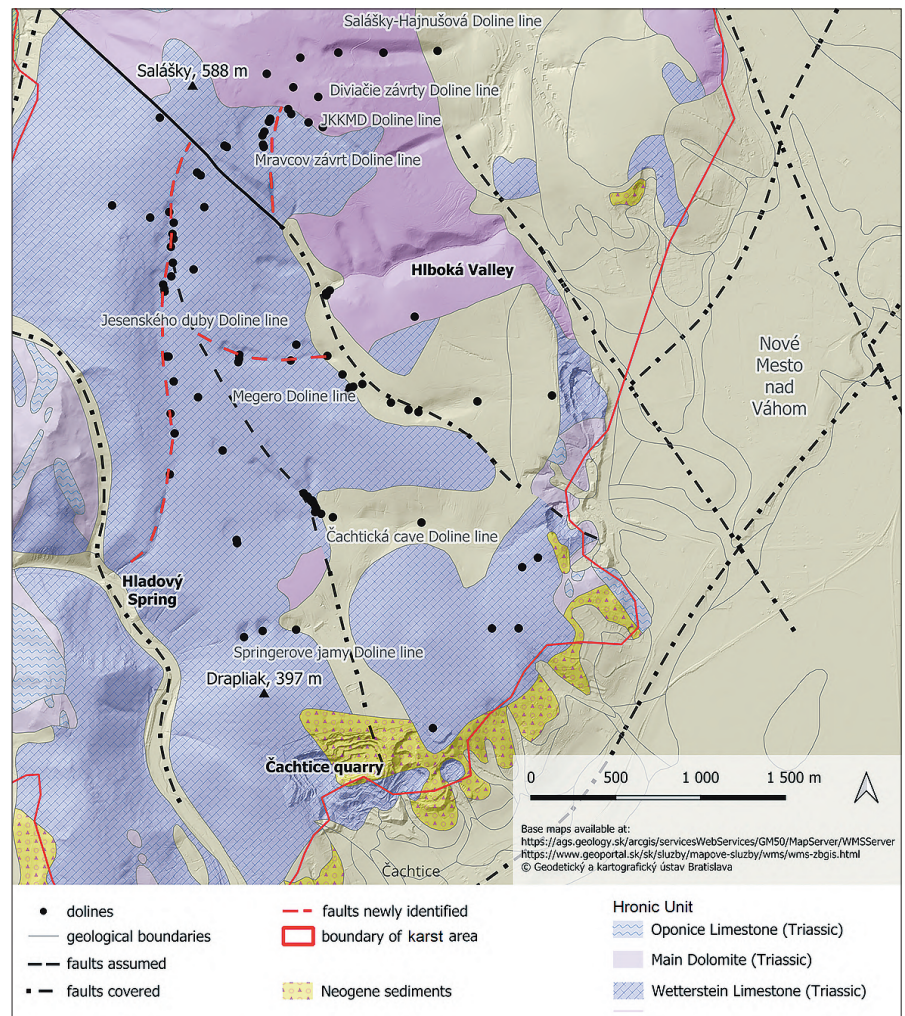 Salášky-Hajnušová Doline line
Salášky, 588 m
Diviačie závrty Doline line
JKKMD Doline line
Mravcov závrt Doline line
Hlboká Valley
Jesenského duby Doline line
Nové
Mesto
nad
Váhom
Megero Doline line
Čachtická cave Doline line
Hladový
Spring
Springerove jamy Doline line
Drapliak, 397 m
Čachtice quarry
0 500 1 000 1 500 m
Base maps available at:
https://ags.geology.sk/arcgis/servicesWebServices/GM50/MapServer/WMSServer
https://www.geoportal.sk/sk/sluzby/mapove-sluzby/wms/wms-zbgis.html
© Geodetický a kartografický ústav Bratislava
Čachtice
dolines
geological boundaries
faults assumed
faults covered
faults newly identified
boundary of karst area
Neogene sediments
Hronic Unit
Oponice Limestone (Triassic)
Main Dolomite (Triassic)
Wetterstein Limestone (Triassic)